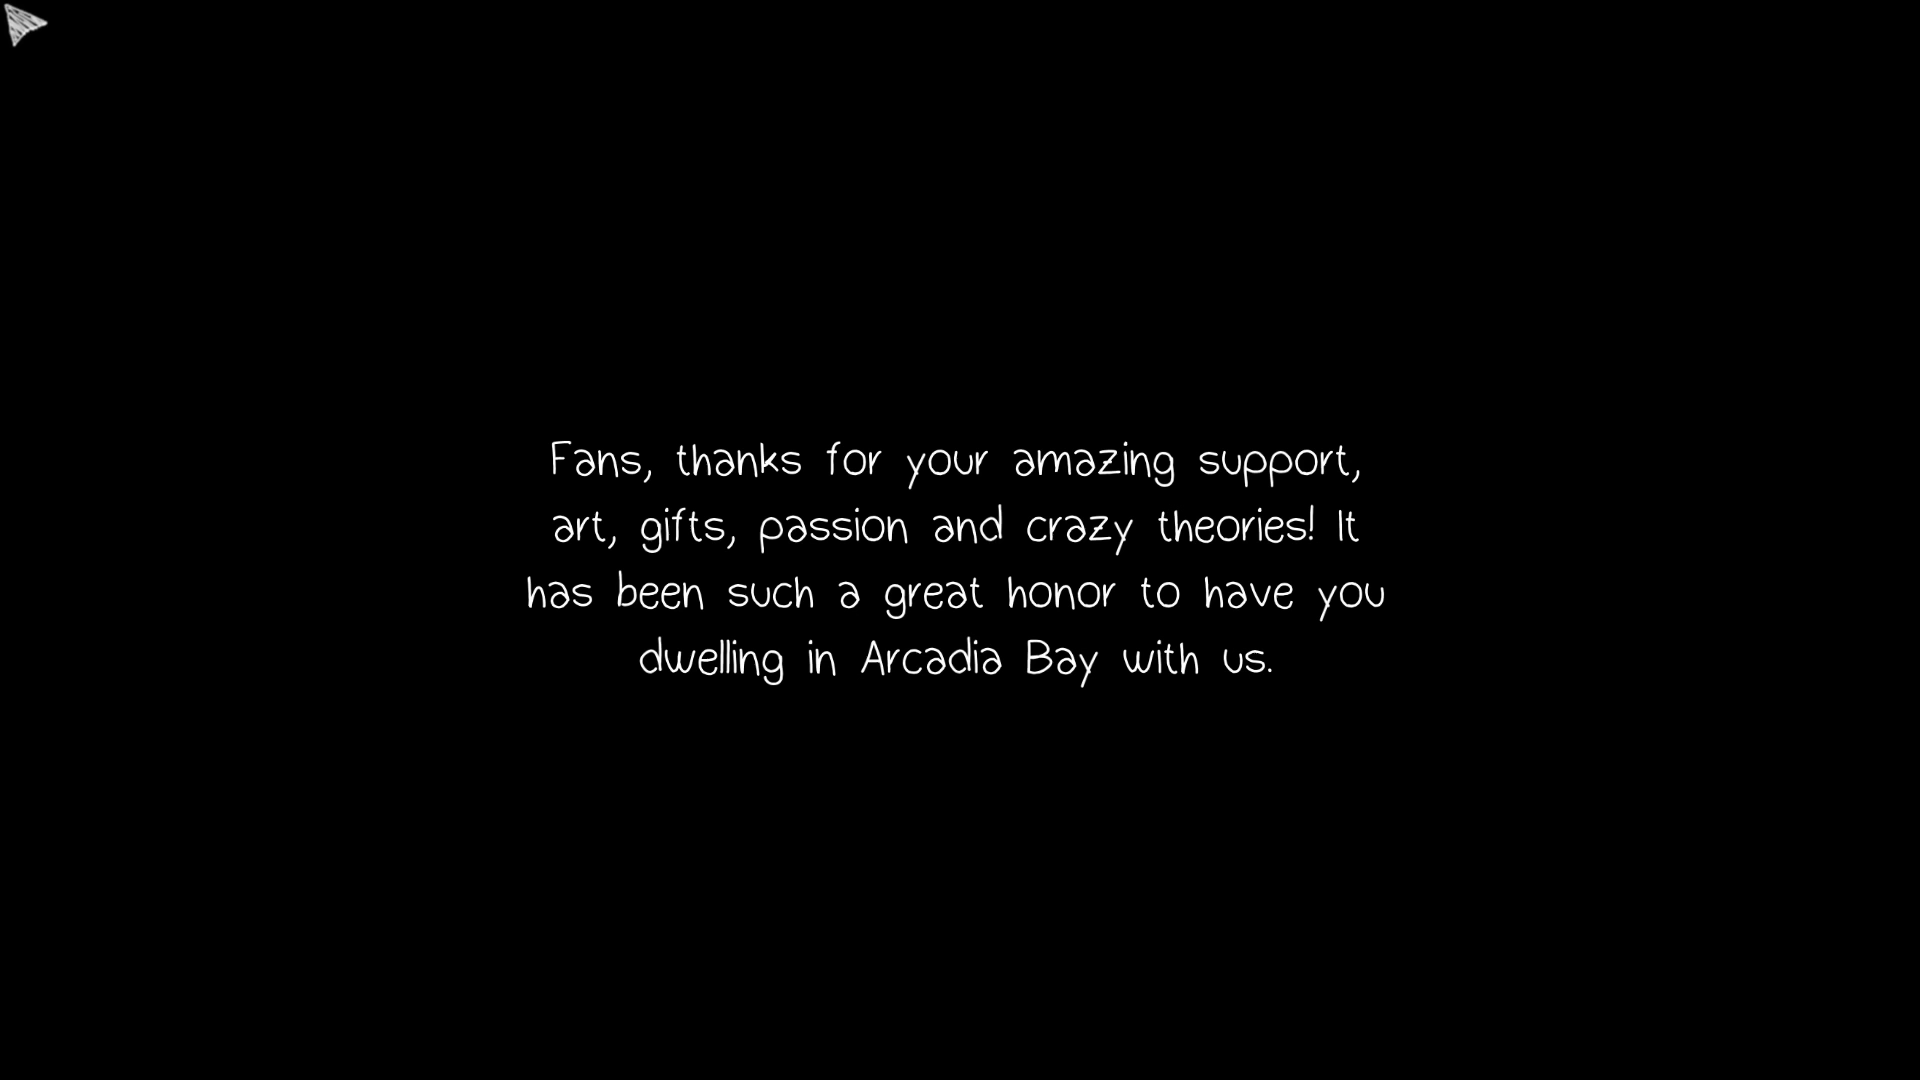 Fans, thanks for your amazing support,
art, gifts, passion and crazy theories! It
has been such a great honor to have you
dwelling in Arcadia Bay with us.